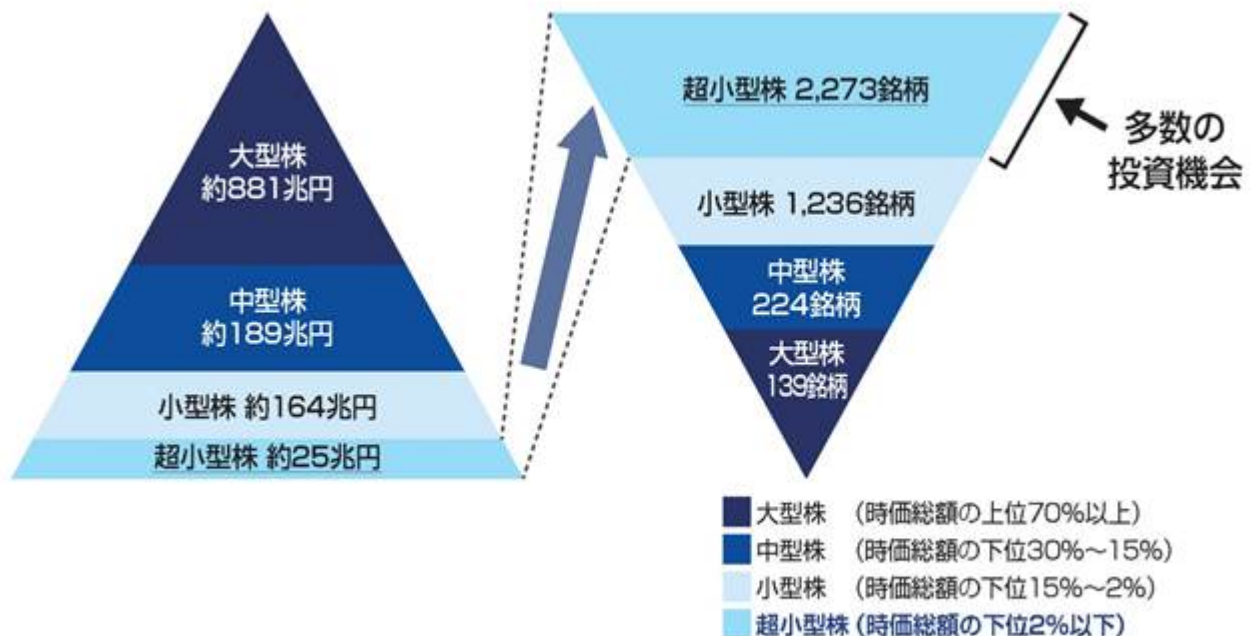 大型株
約881兆円
中型株
約189兆円
小型株 約164兆円
超小型株 約25兆円
超小型株 2,273銘柄
小型株 1,236銘柄
中型株
224銘柄
大型株
139銘柄
多数の
投資機会
大型株 (時価総額の上位70%以上)
中型株 (時価総額の下位30%～15%)
小型株 (時価総額の下位15%～2%)
超小型株 (時価総額の下位2%以下)